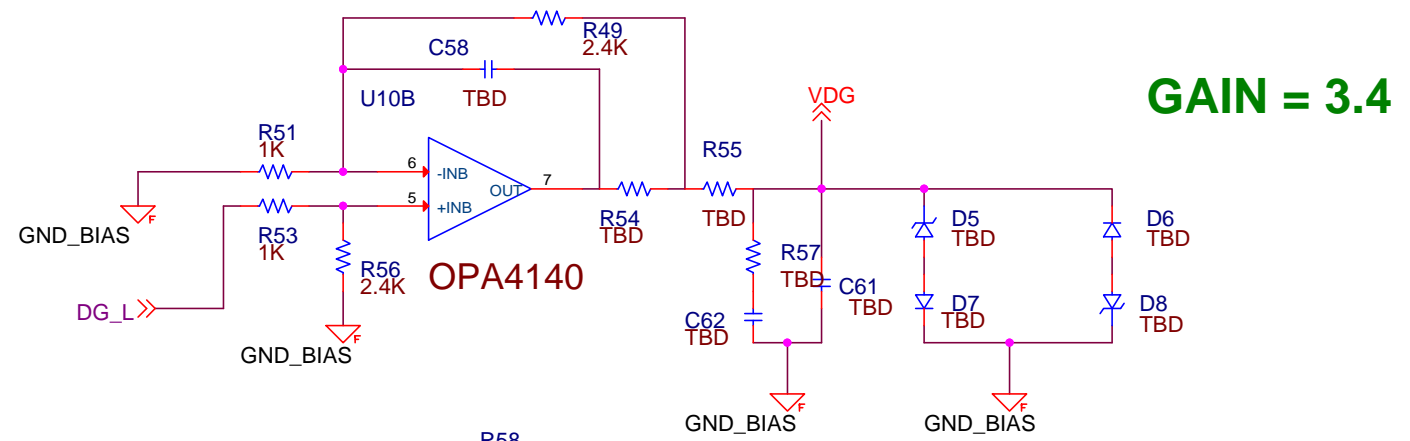 R49
2.4K
C58
TBD
U10B
VDG
GAIN = 3.4
R51
1K
6
-INB
OUT
7
5
+INB
R55
TBD
R54
TBD
GND_BIAS
F
R53
1K
R56
2.4K
OPA4140
DG_L
GND_BIAS
F
R57
TBD
C61
TBD
C62
TBD
D5
TBD
D6
TBD
D7
TBD
D8
TBD
GND_BIAS
F
GND_BIAS
F
R58